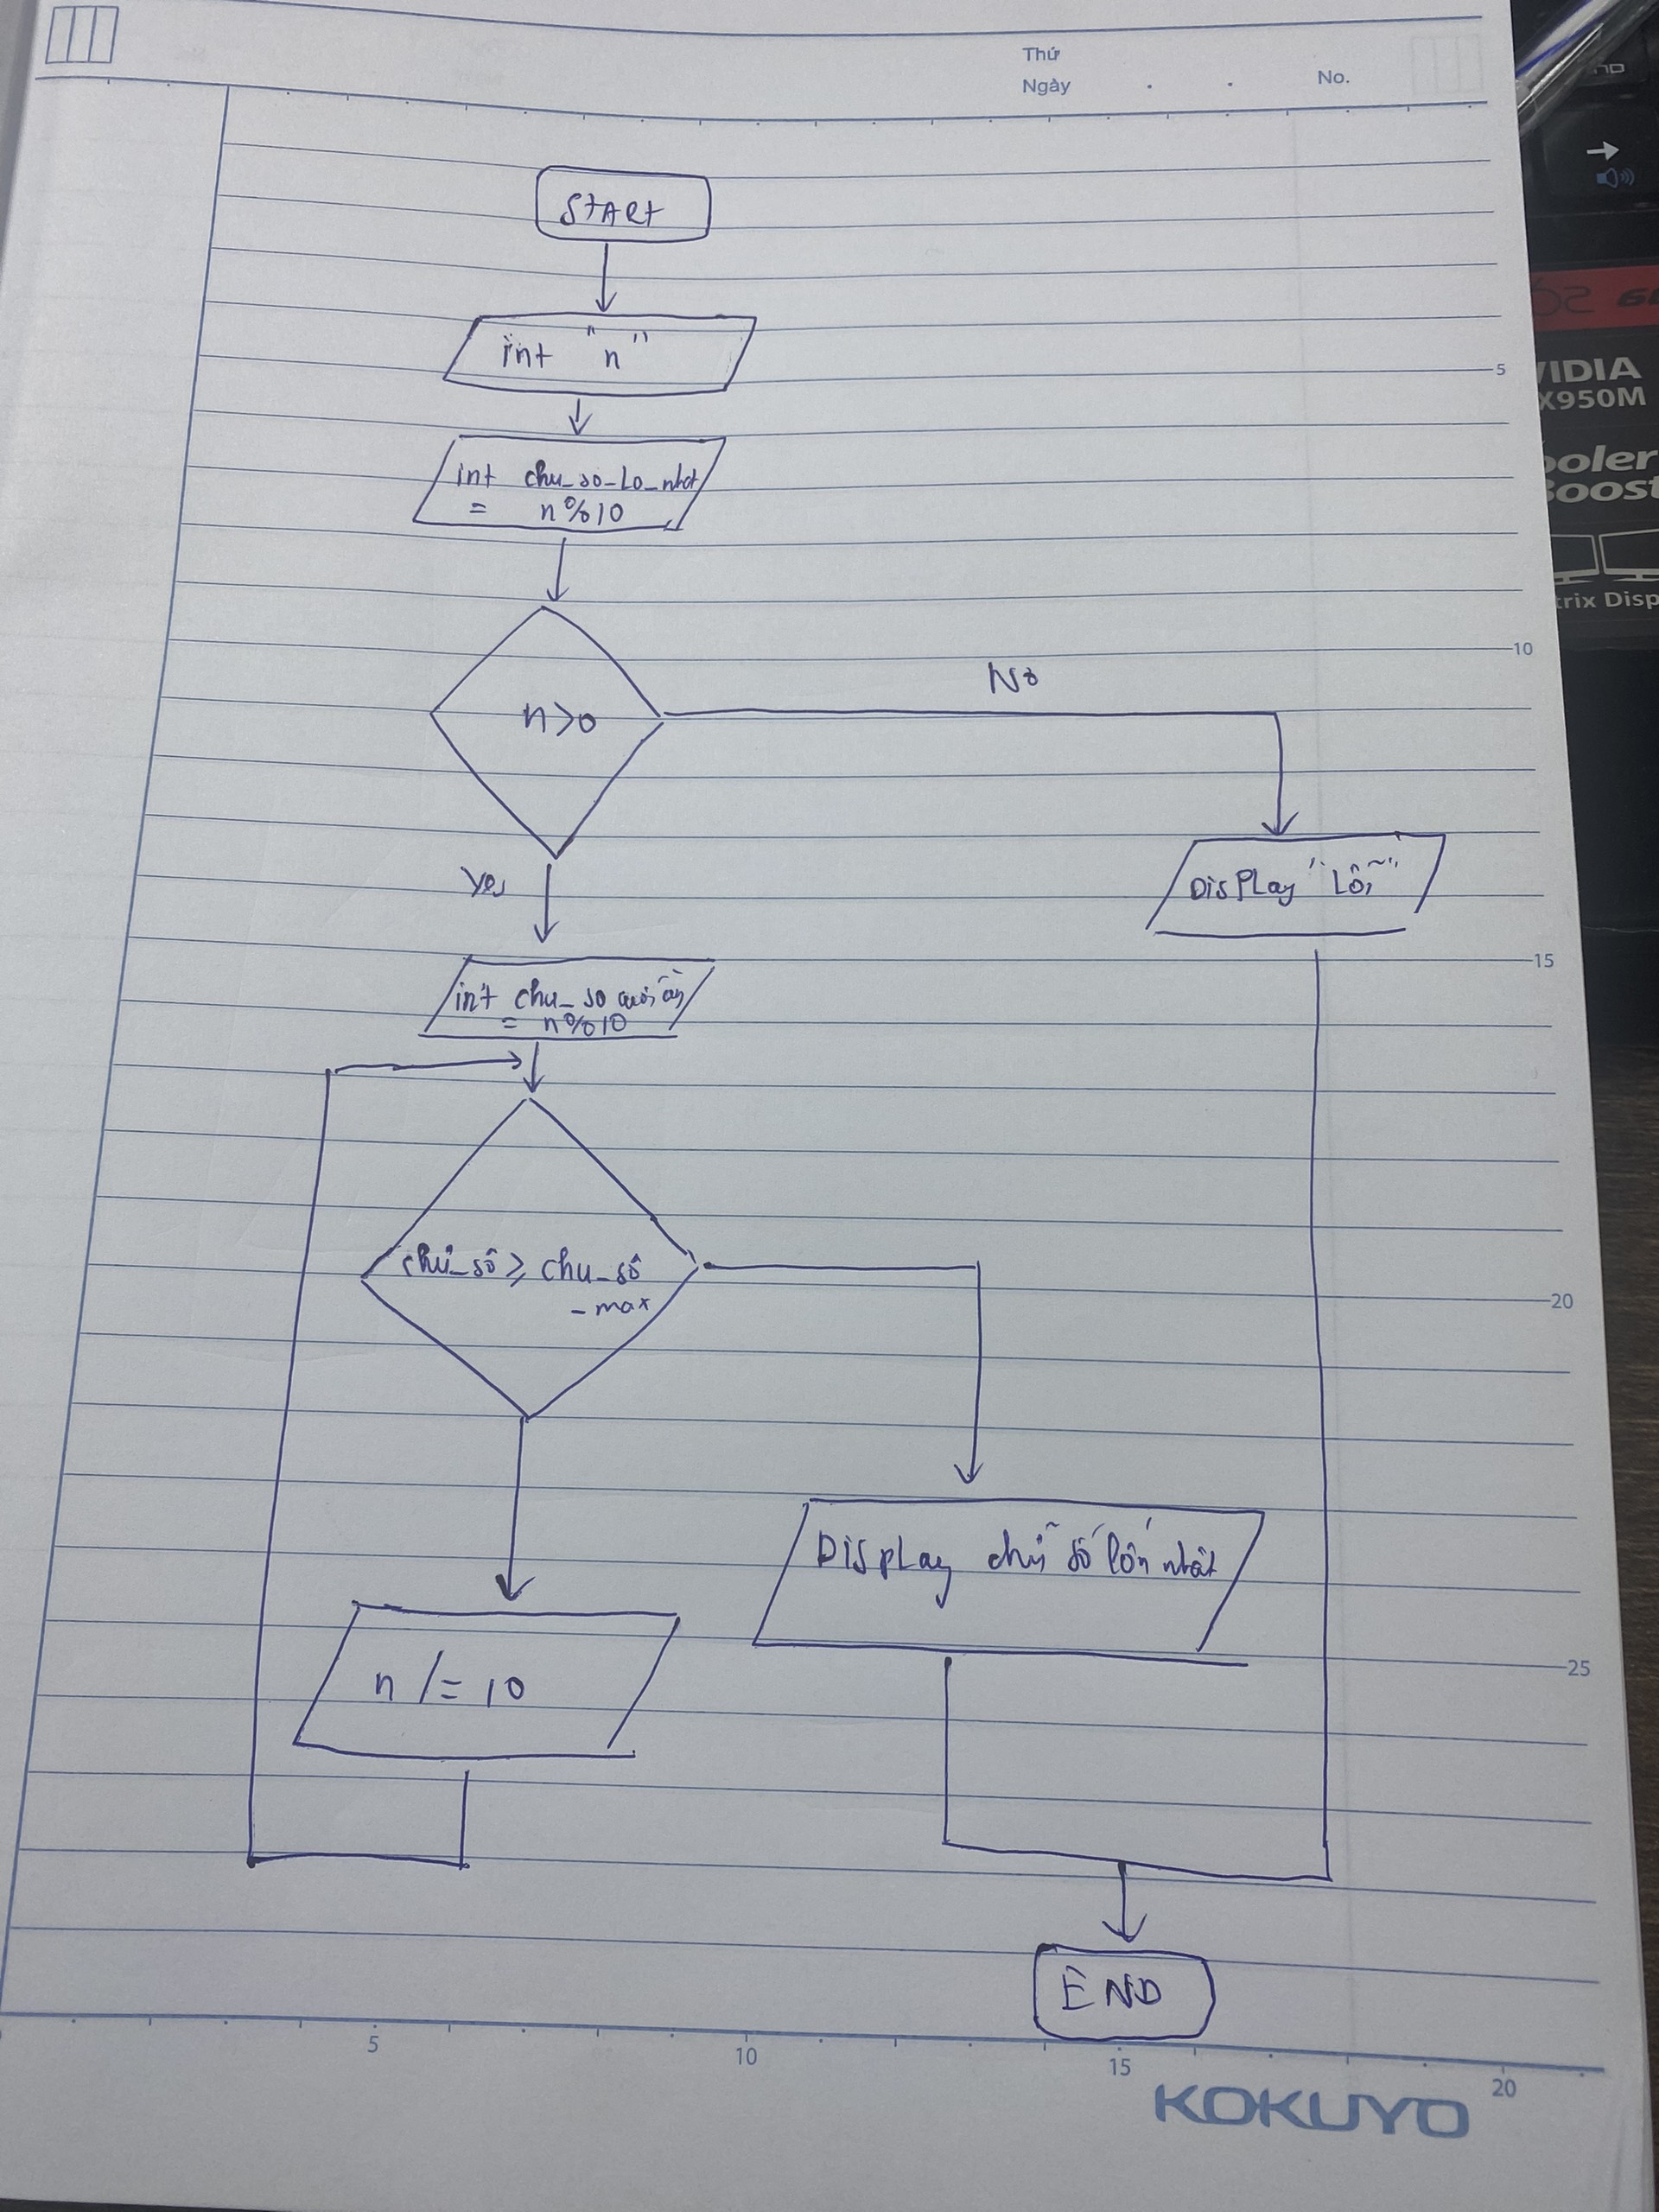 Thứ
Ngày . . No.
START
int "n"
int chu_so_Lo_nhat
= n%10
n>0
No
Yes
DisPLay "Lỗi"
int chu_so
= n%10
chữ_số ≥ chu_số
_max
DispLay chữ số lớn nhất
n /= 10
END
5
10
15
20
25
5
10
15
20
KOKUYO
VIDIA
X950M
ooler
Boost
trix Disp